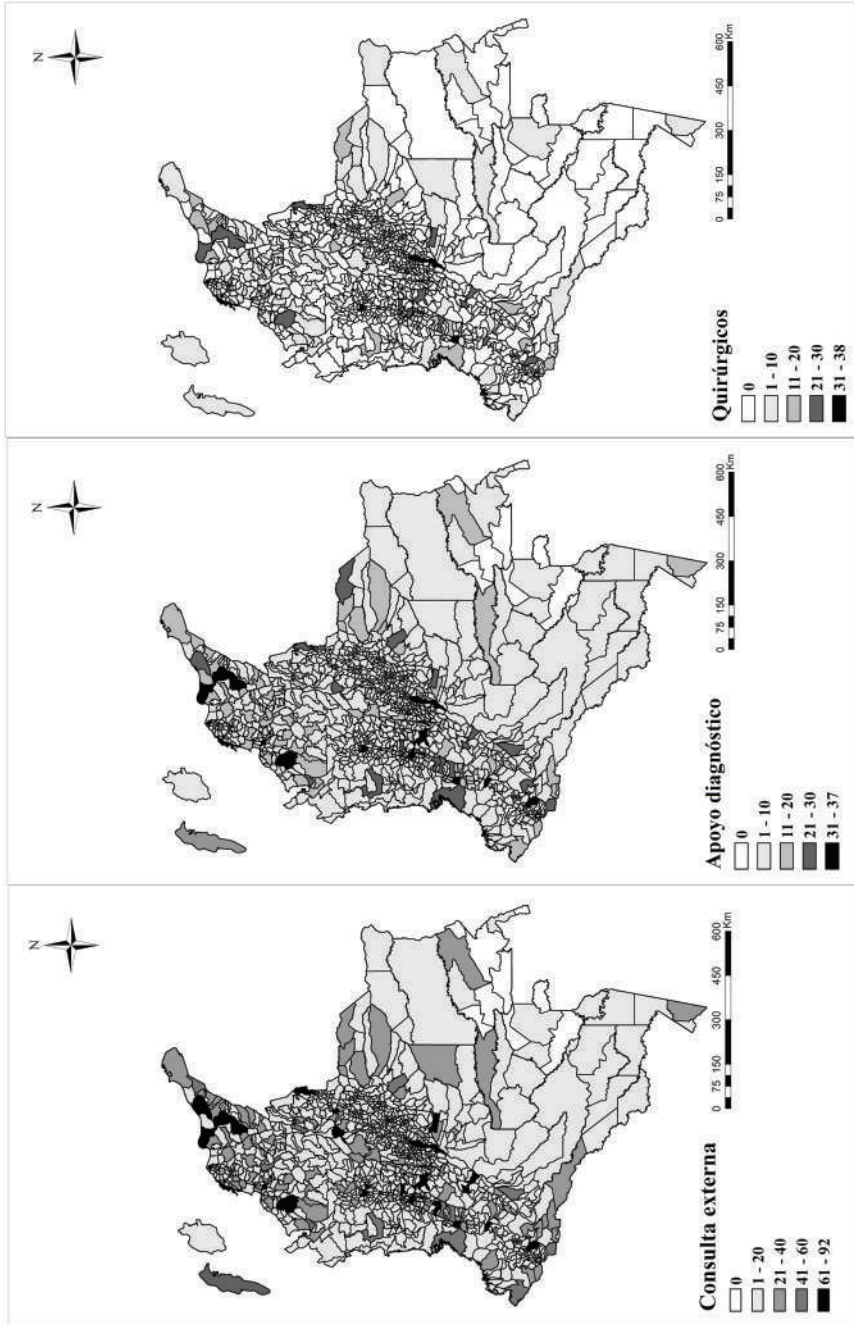 N
Consulta externa
0
1 - 20
21 - 40
41 - 60
61 - 92
0 75 150 300 450 600
Km
N
Apoyo diagnóstico
0
1 - 10
11 - 20
21 - 30
31 - 37
0 75 150 300 450 600
Km
N
Quirúrgicos
0
1 - 10
11 - 20
21 - 30
31 - 38
0 75 150 300 450 600
Km